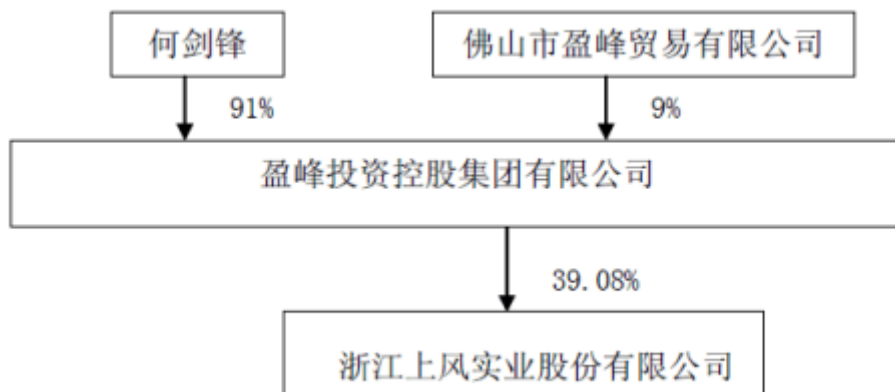 何剑锋
佛山市盈峰贸易有限公司
91%
9%
盈峰投资控股集团有限公司
39.08%
浙江上风实业股份有限公司